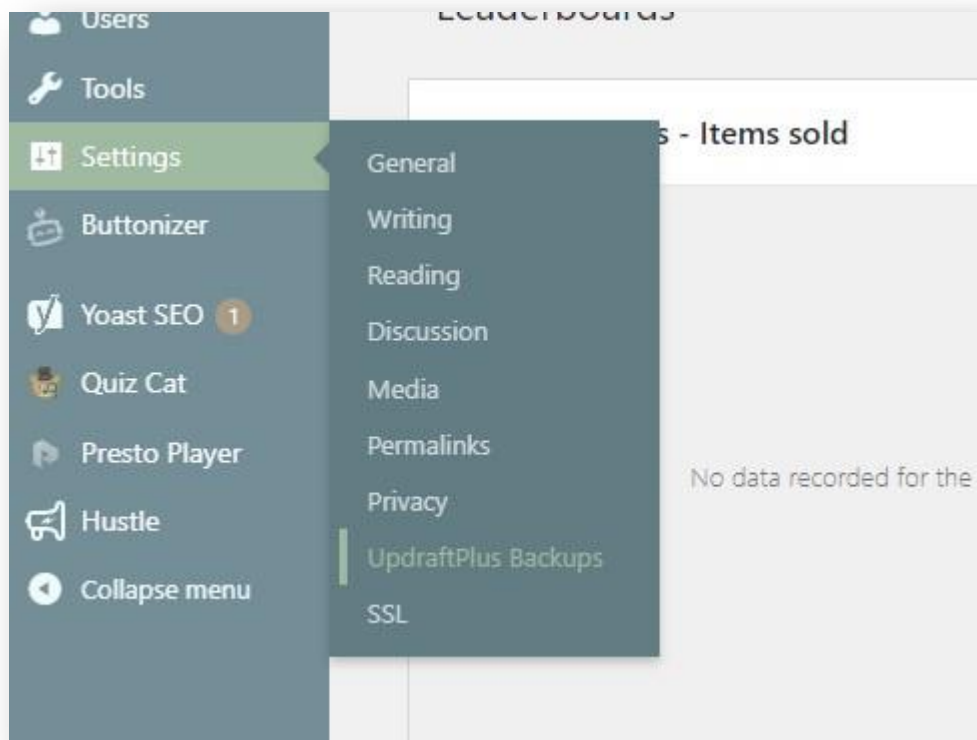 Users
Leaderboards
Tools
Settings
Buttonizer
Yoast SEO 1
Quiz Cat
Presto Player
Hustle
Collapse menu
General
Writing
Reading
Discussion
Media
Permalinks
Privacy
UpdraftPlus Backups
SSL
s - Items sold
No data recorded for the